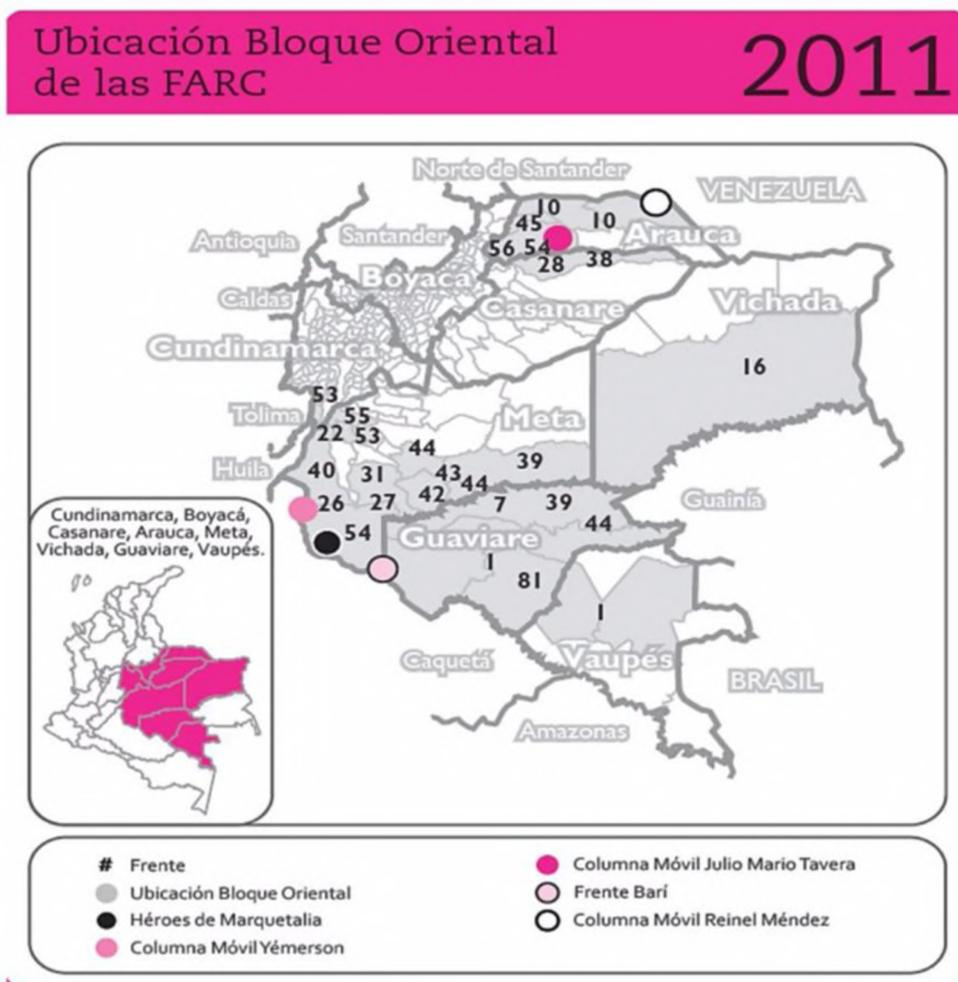 Ubicación Bloque Oriental
de las FARC
2011
Norte de Santander
VENEZUELA
10
45
10
Antioquia
Santander
Arauca
56
54
28
38
Boyacá
Caldas
Casanare
Vichada
Cundinamarca
16
53
Tolima
55
Meta
22
53
44
Huila
40
31
43
44
39
26
27
42
7
39
Guainía
44
54
Guaviare
1
81
1
Caquetá
Vaupés
BRASIL
Amazonas
Cundinamarca, Boyacá,
Casanare, Arauca, Meta,
Vichada, Guaviare, Vaupés.
# Frente
Ubicación Bloque Oriental
Héroes de Marquetalia
Columna Móvil Yémerson
Columna Móvil Julio Mario Tavera
Frente Barí
Columna Móvil Reinel Méndez